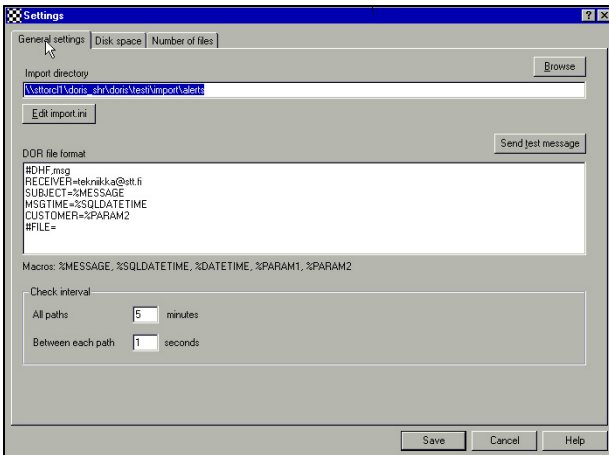 Settings
General settings Disk space Number of files
Browse
Import directory
\\sttorcl1\doris_shr\doris\testi\import\alerts
Edit import.ini
Send test message
DOR file format
#DHF,msg
RECEIVER=tekniikka@stt.fi
SUBJECT=%MESSAGE
MSGTIME=%SQLDATETIME
CUSTOMER=%PARAM2
#FILE=
Macros: %MESSAGE, %SQLDATETIME, %DATETIME, %PARAM1, %PARAM2
Check interval
All paths 5 minutes
Between each path 1 seconds
Save Cancel Help